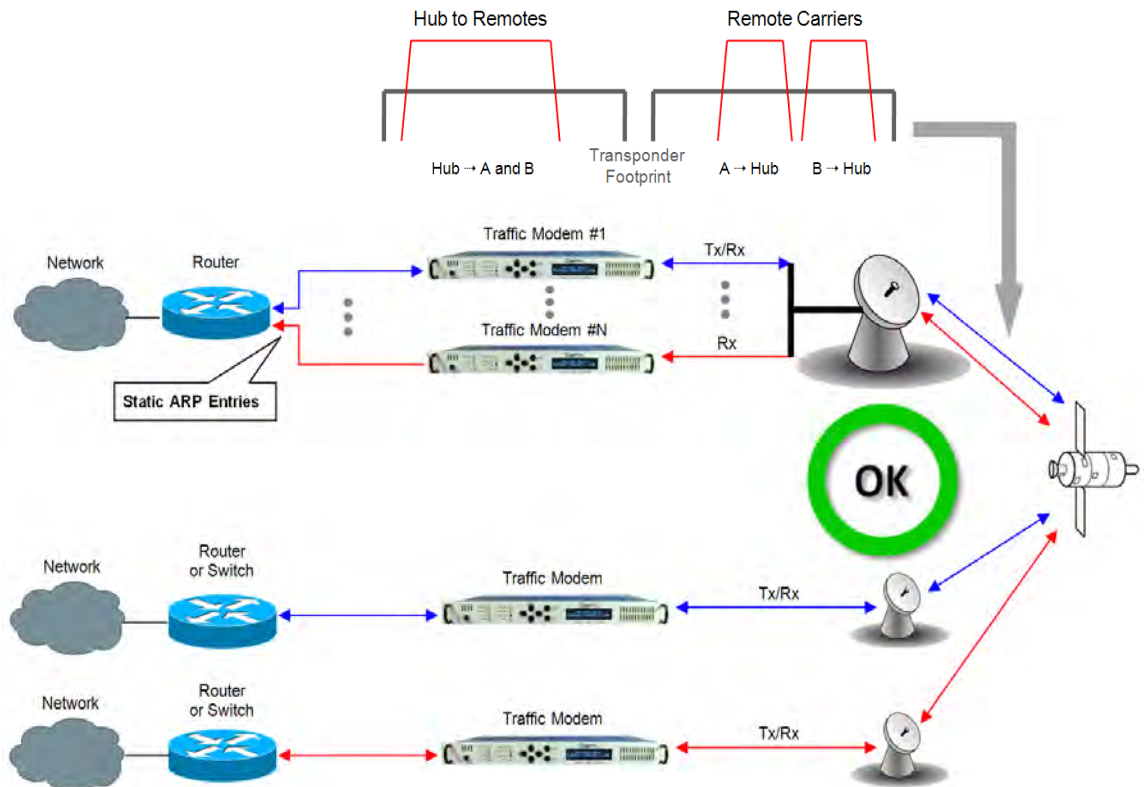 Hub to Remotes
Remote Carriers
Hub → A and B
Transponder
Footprint
A → Hub
B → Hub
Network
Router
Traffic Modem #1
Tx/Rx
Traffic Modem #N
Rx
Static ARP Entries
OK
Network
Router
or Switch
Traffic Modem
Tx/Rx
Network
Router
or Switch
Traffic Modem
Tx/Rx